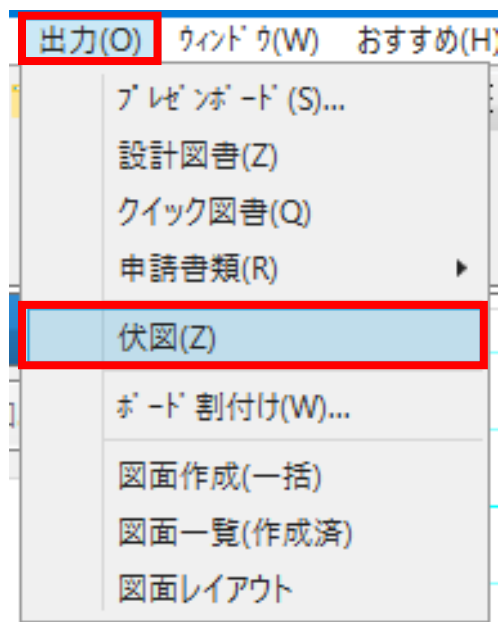 出力(O) ウィンドウ(W) おすすめ(H)
プレゼンボード(S)...
設計図書(Z)
クイック図書(Q)
申請書類(R)
伏図(Z)
ボード割付け(W)...
図面作成(一括)
図面一覧(作成済)
図面レイアウト